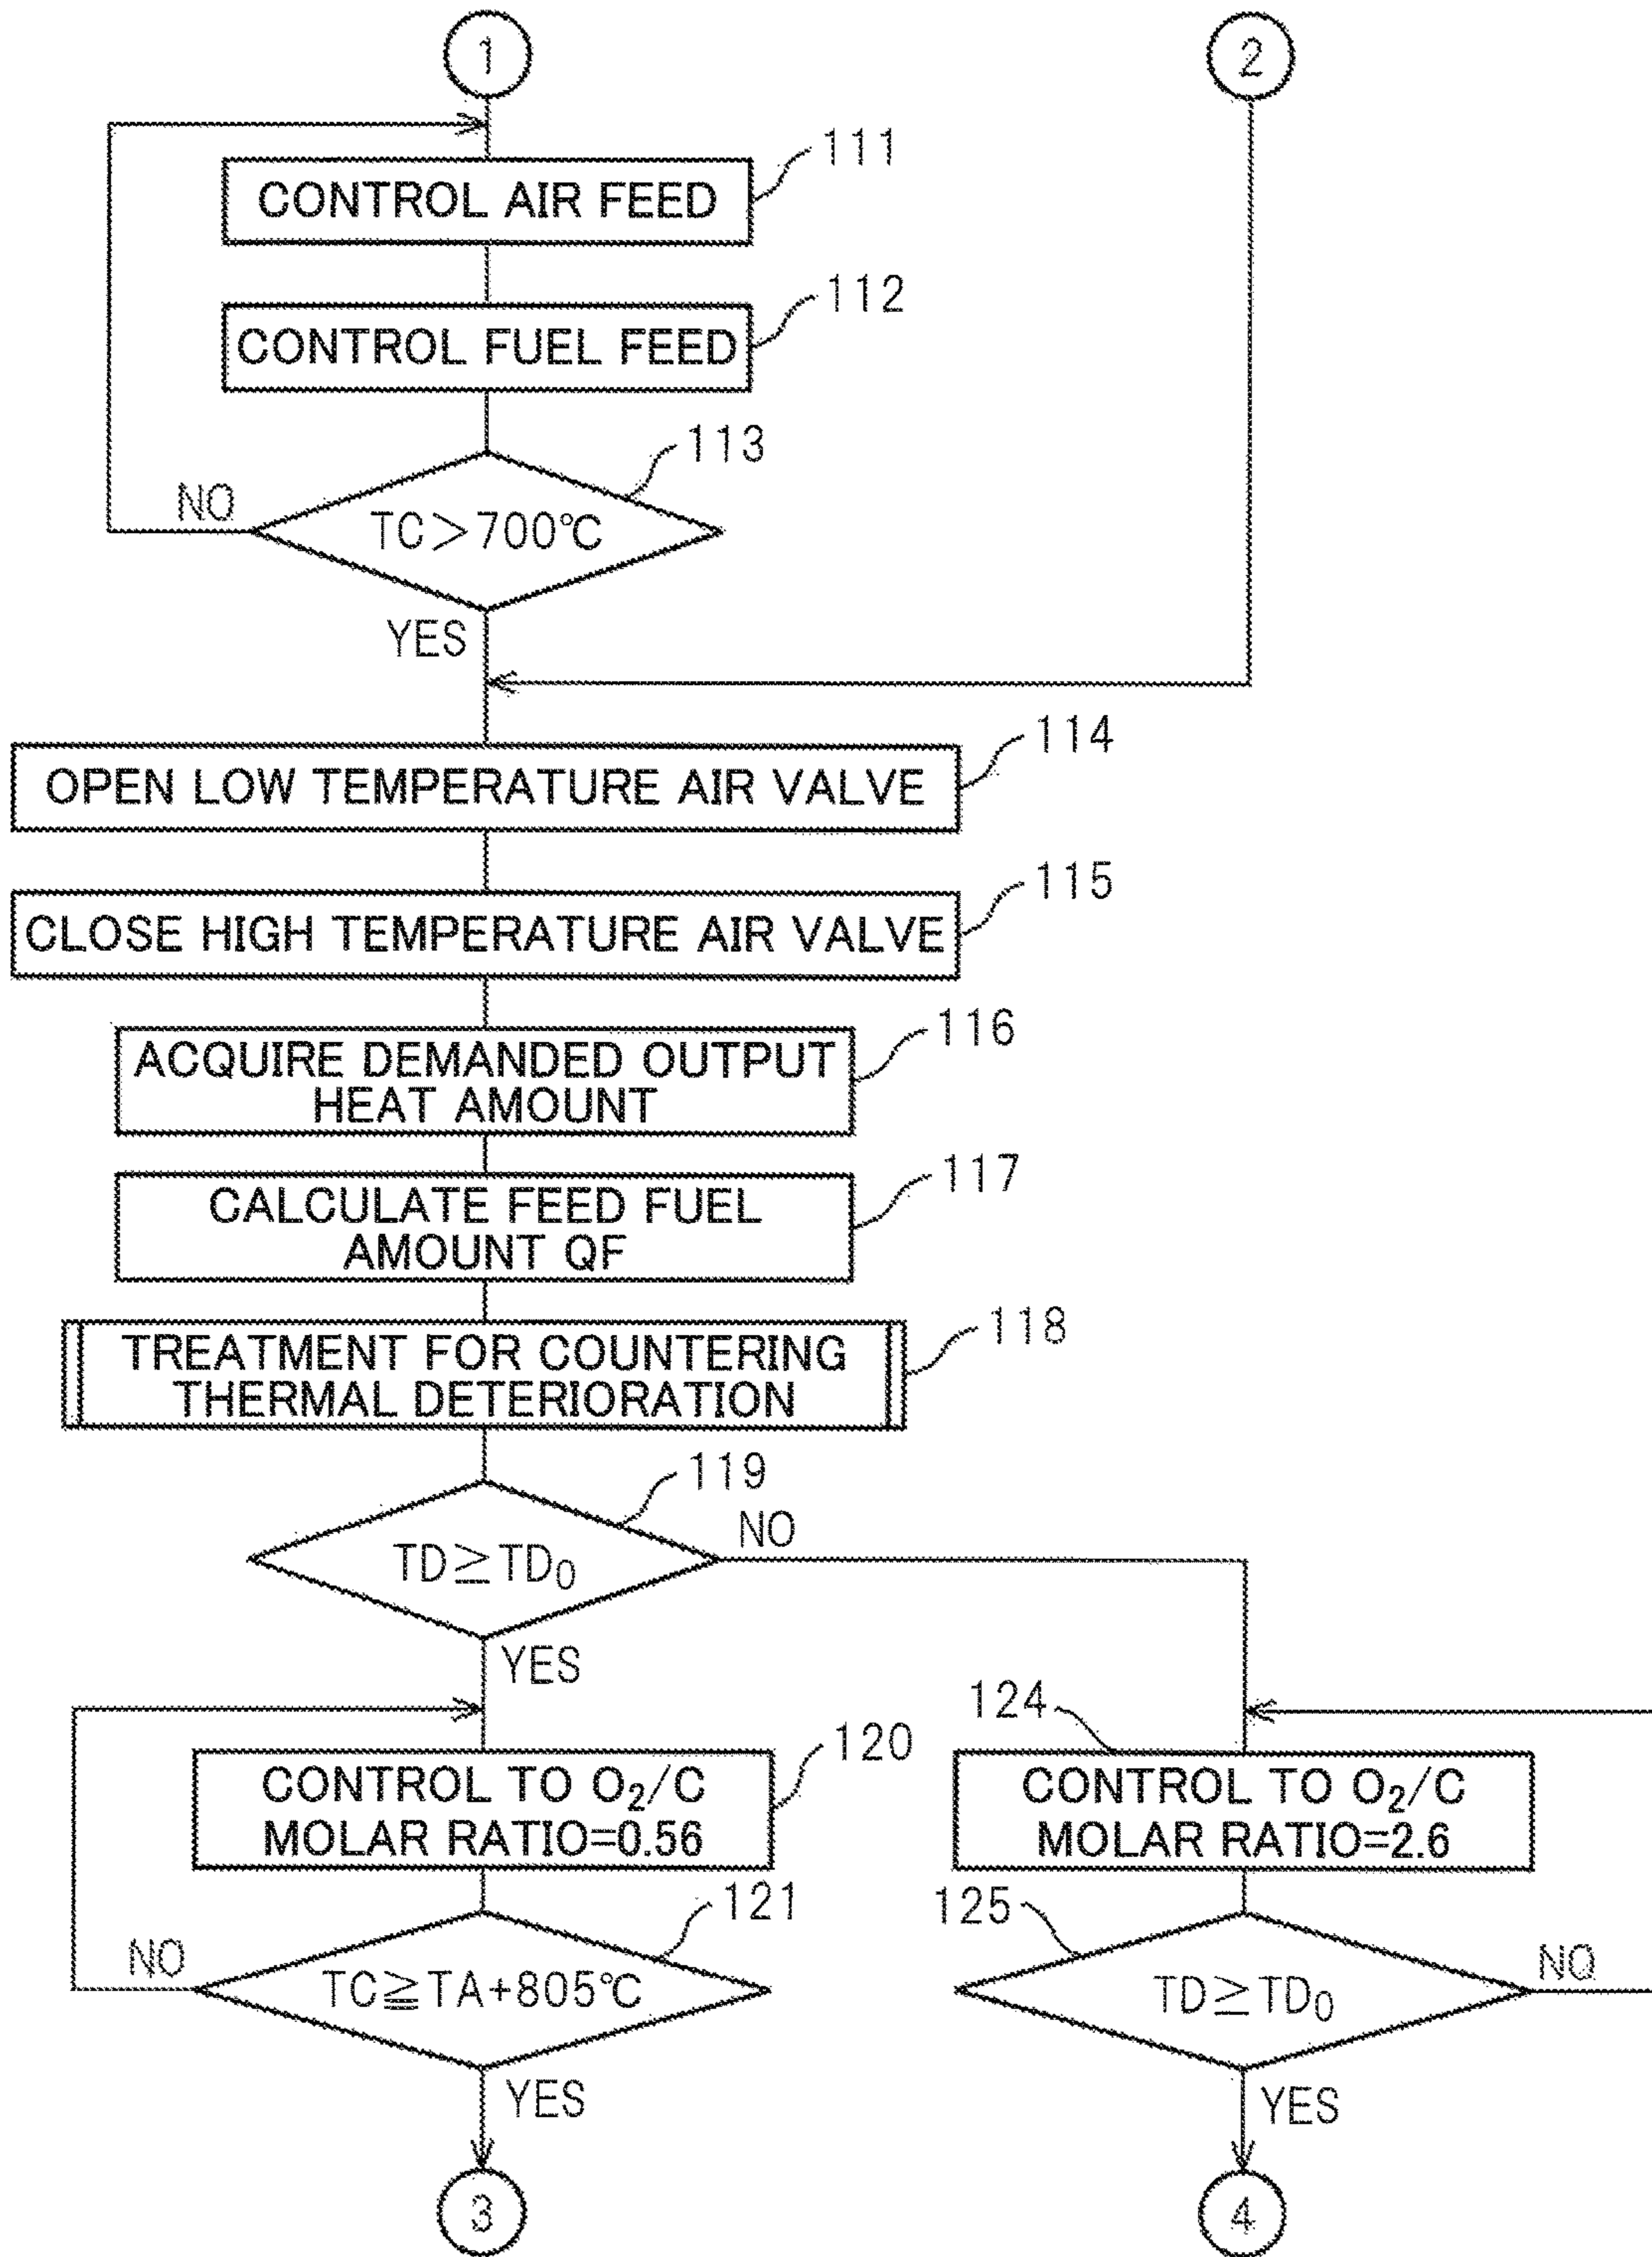 1
2
111
CONTROL AIR FEED
112
CONTROL FUEL FEED
113
NO
TC>700℃
YES
114
OPEN LOW TEMPERATURE AIR VALVE
115
CLOSE HIGH TEMPERATURE AIR VALVE
116
ACQUIRE DEMANDED OUTPUT
HEAT AMOUNT
117
CALCULATE FEED FUEL
AMOUNT QF
118
TREATMENT FOR COUNTERING
THERMAL DETERIORATION
119
NO
TD≧TD₀
YES
120
CONTROL TO O₂/C
MOLAR RATIO=0.56
124
CONTROL TO O₂/C
MOLAR RATIO=2.6
121
NO
TC≧TA+805℃
YES
125
NO
TD≧TD₀
YES
3
4